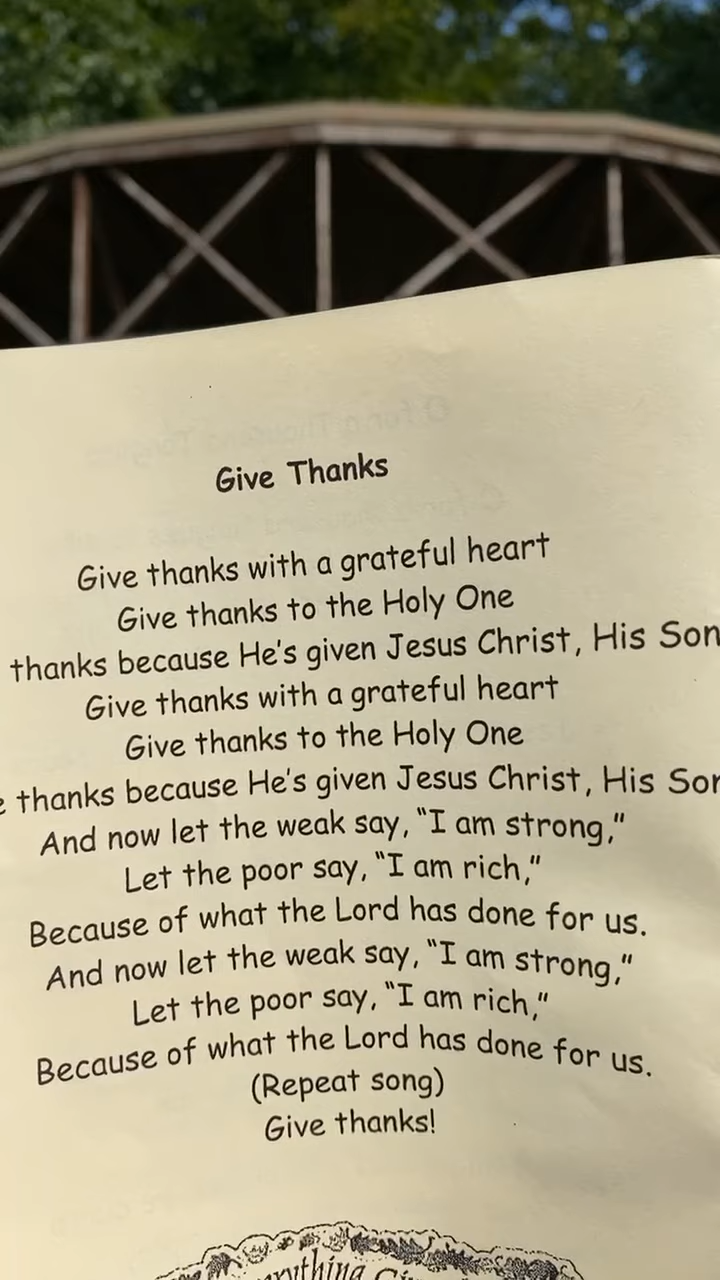 Give Thanks
Give thanks with a grateful heart
Give thanks to the Holy One
thanks because He's given Jesus Christ, His Son
Give thanks with a grateful heart
Give thanks to the Holy One
thanks because He's given Jesus Christ, His Son
And now let the weak say, "I am strong,"
Let the poor say, "I am rich,"
Because of what the Lord has done for us.
And now let the weak say, "I am strong,"
Let the poor say, "I am rich,"
Because of what the Lord has done for us.
(Repeat song)
Give thanks!